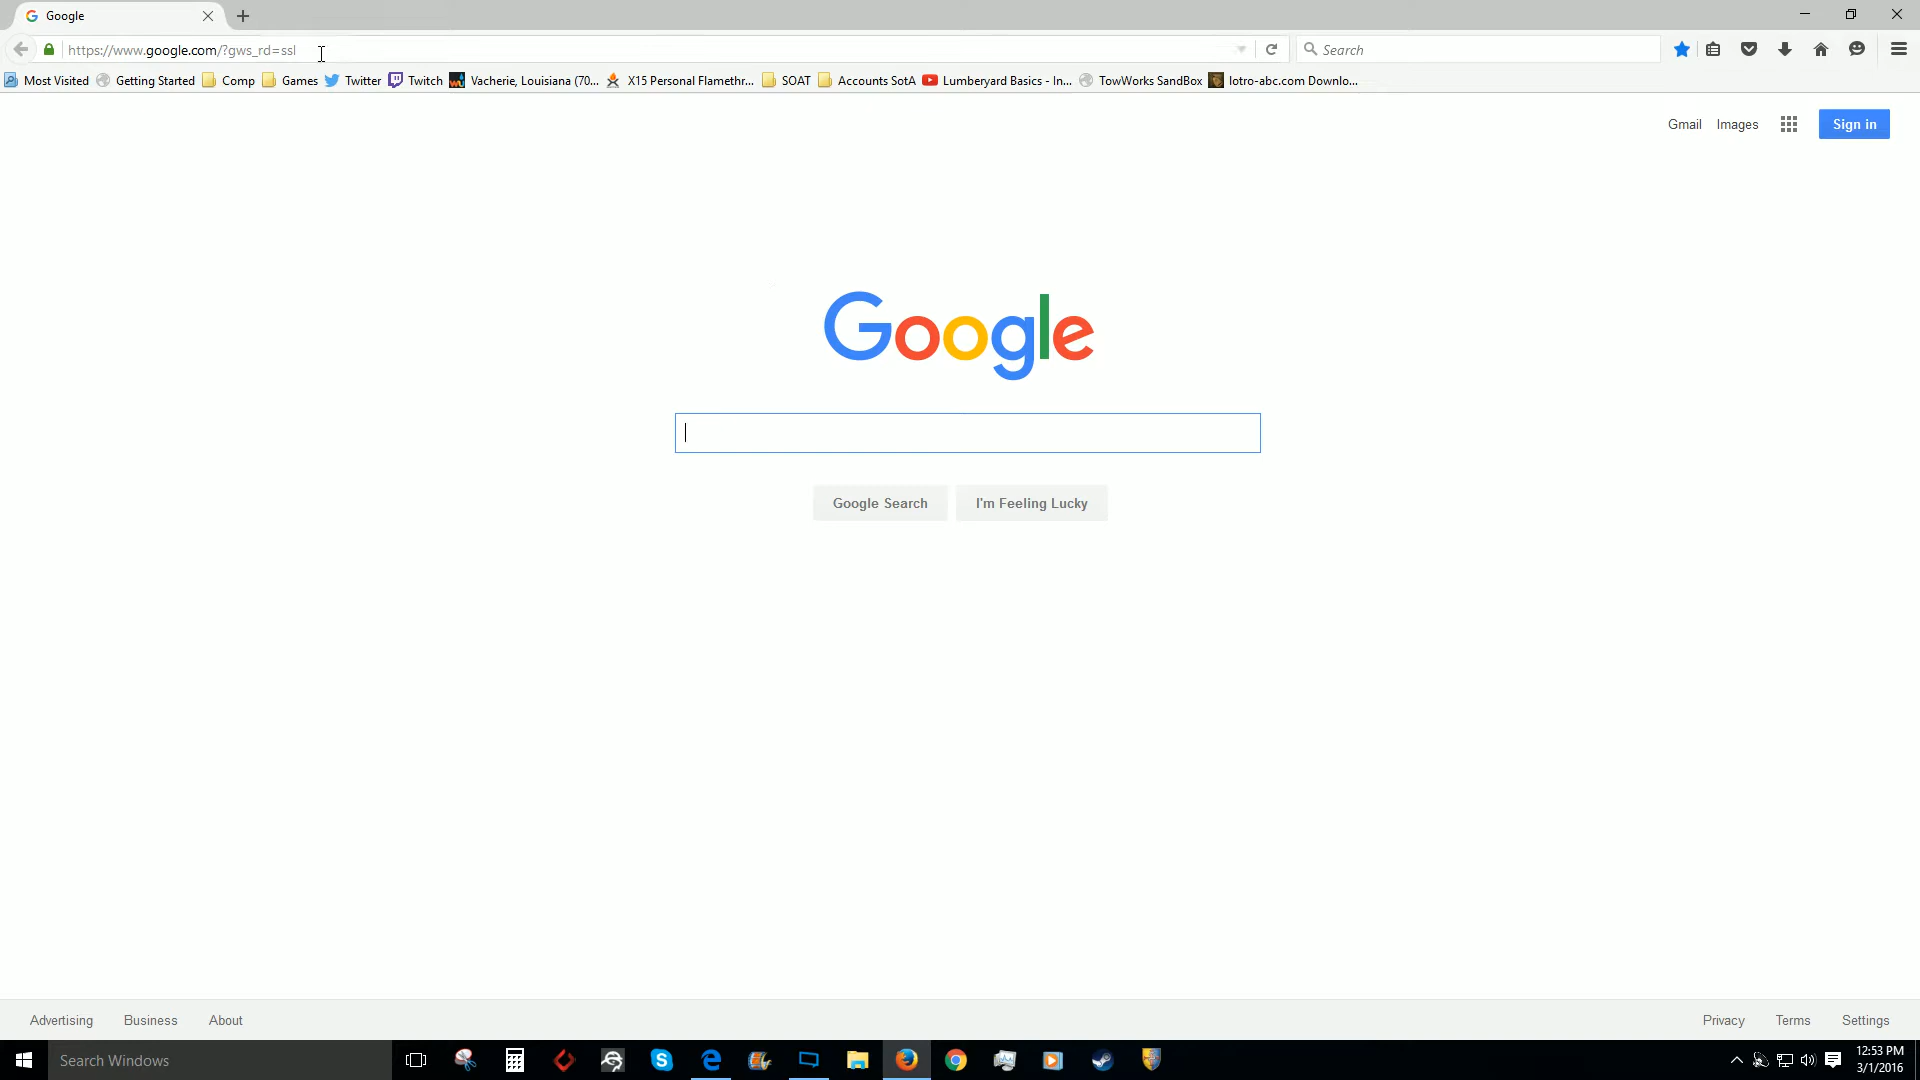 Google
https://www.google.com/?gws_rd=ssl
Search
Most Visited Getting Started Comp Games Twitter Twitch Vacherie, Louisiana (70... X15 Personal Flamethr... SOAT Accounts SotA Lumberyard Basics - In... TowWorks SandBox lotro-abc.com Downlo...
Gmail Images Sign in
Google
Google Search I'm Feeling Lucky
Advertising Business About Privacy Terms Settings
Search Windows
12:53 PM
3/1/2016